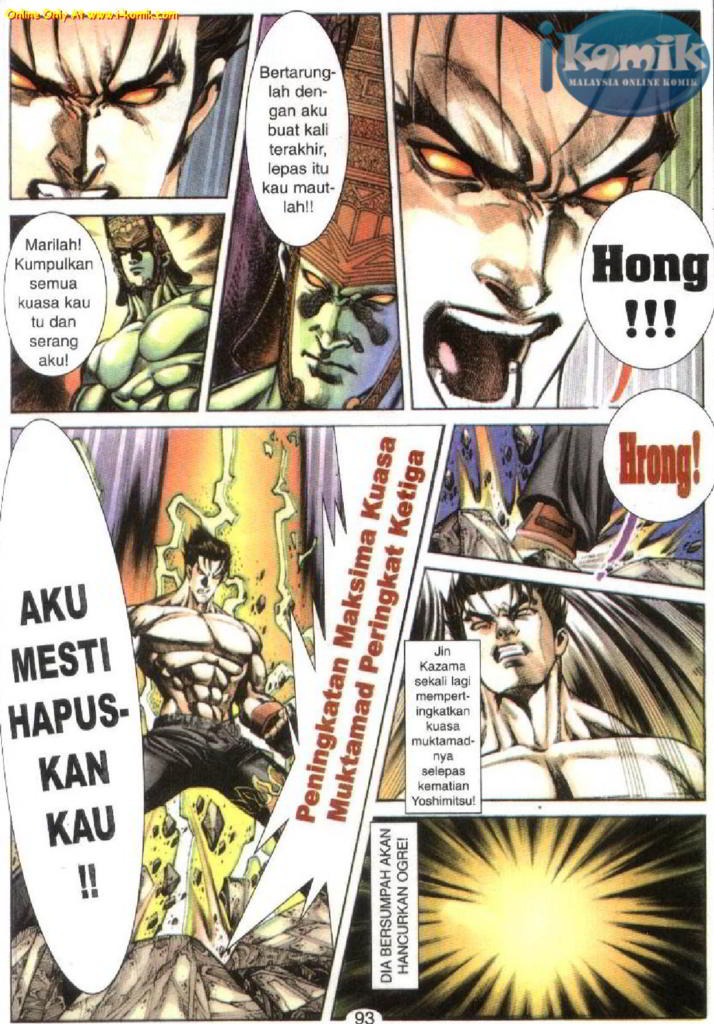 Online Only At www.i-komik.com
ikomik
MALAYSIA ONLINE KOMIK
Bertarung-
lah den-
gan aku
buat kali
terakhir,
lepas itu
kau maut-
lah!!
Hong
!!!
Marilah!
Kumpulkan
semua
kuasa kau
tu dan
serang
aku!
AKU
MESTI
HAPUS-
KAN
KAU
!!
Peningkatan Maksima Kuasa
Muktamad Peringkat Ketiga
Hrong!
Jin
Kazama
sekali lagi
mempert-
ingkatkan
kuasa
muktamad-
nya
selepas
kematian
Yoshimitsu!
DIA BERSUMPAH AKAN
HANCURKAN OGRE!
93